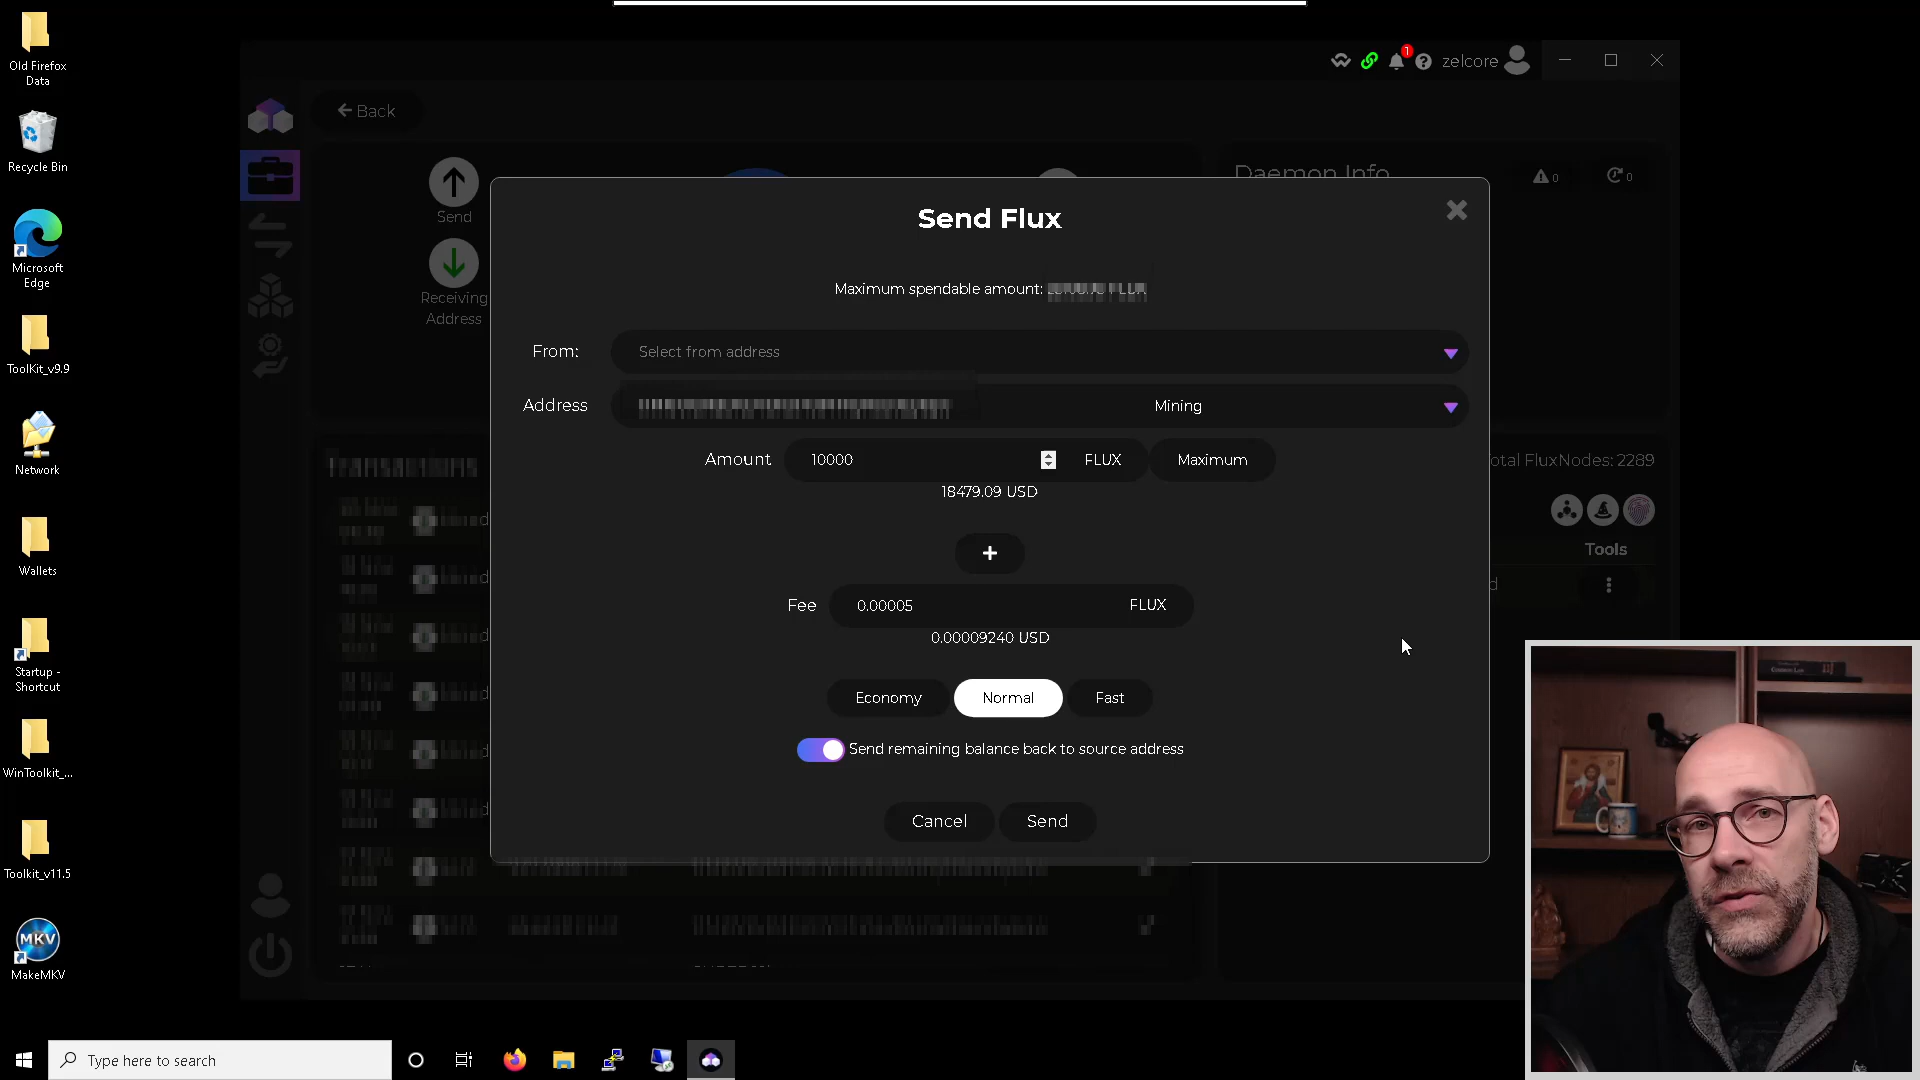 Old Firefox
Data
Recycle Bin
Microsoft
Edge
ToolKit_v9.9
Network
Wallets
Startup -
Shortcut
WinToolkit_...
Toolkit_v11.5
MKV
MakeMKV
1
zelcore
Back
Send
Receiving
Address
Daemon Info
0
0
Send Flux
Maximum spendable amount:
From:
Select from address
Address
Mining
Amount
10000
FLUX
Maximum
18479.09 USD
+
Fee
0.00005
FLUX
0.00009240 USD
Economy
Normal
Fast
Send remaining balance back to source address
Cancel
Send
otal FluxNodes: 2289
Tools
Type here to search